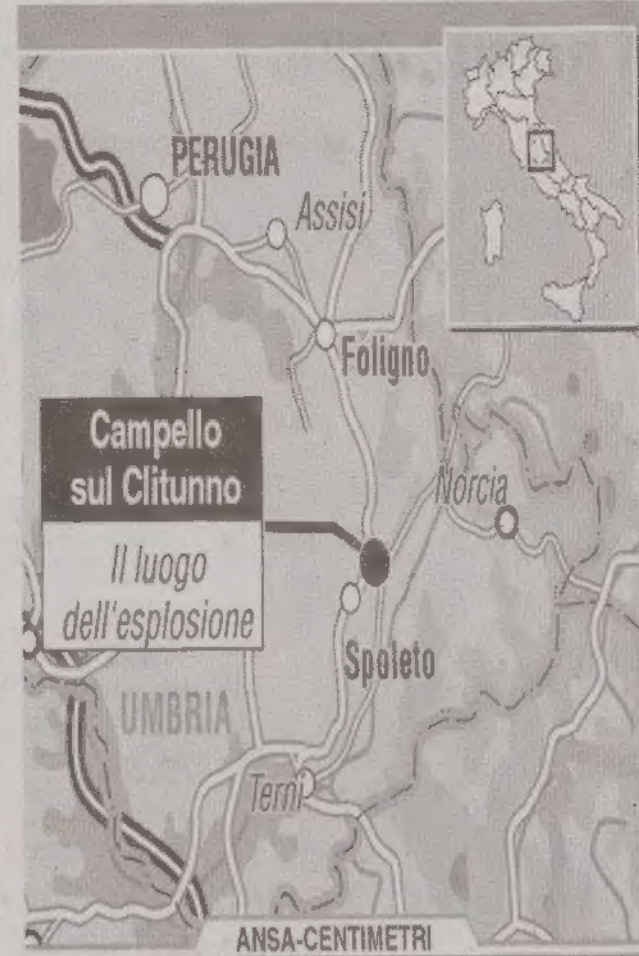 PERUGIA
Assisi
Foligno
Campello
sul Clitunno
Il luogo
dell'esplosione
Norcia
Spoleto
UMBRIA
Terni
ANSA-CENTIMETRI